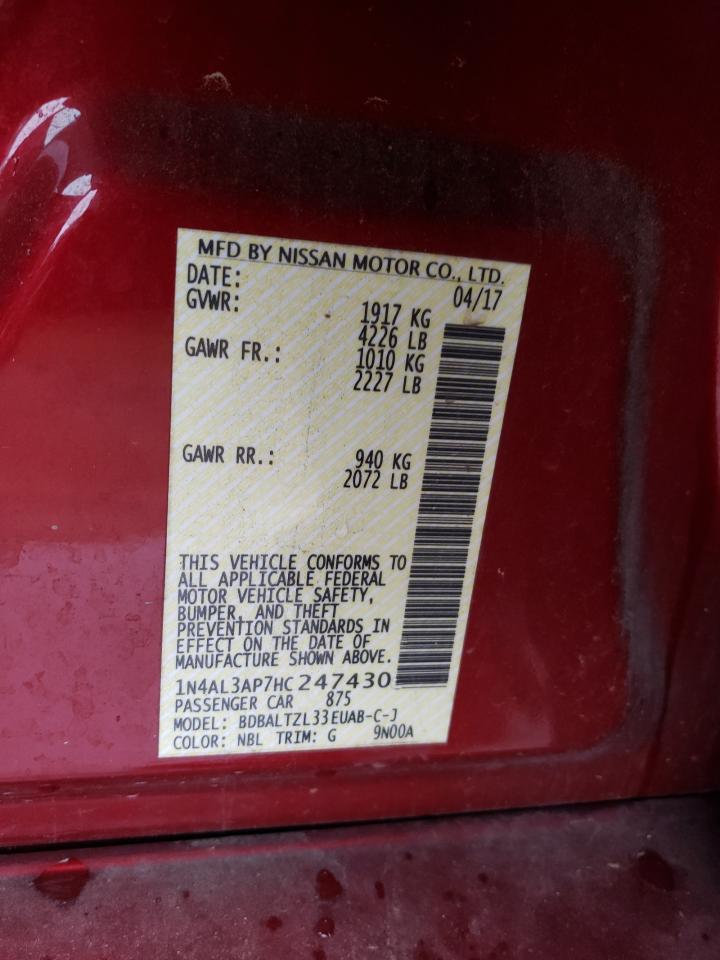 MFD BY NISSAN MOTOR CO., LTD.
DATE: 04/17
GVWR: 1917 KG
4226 LB
GAWR FR.: 1010 KG
2227 LB
GAWR RR.: 940 KG
2072 LB
THIS VEHICLE CONFORMS TO
ALL APPLICABLE FEDERAL
MOTOR VEHICLE SAFETY,
BUMPER, AND THEFT
PREVENTION STANDARDS IN
EFFECT ON THE DATE OF
MANUFACTURE SHOWN ABOVE.
1N4AL3AP7HC247430
PASSENGER CAR 875
MODEL: BDBALTZL33EUAB-C-J
COLOR: NBL TRIM: G 9N00A